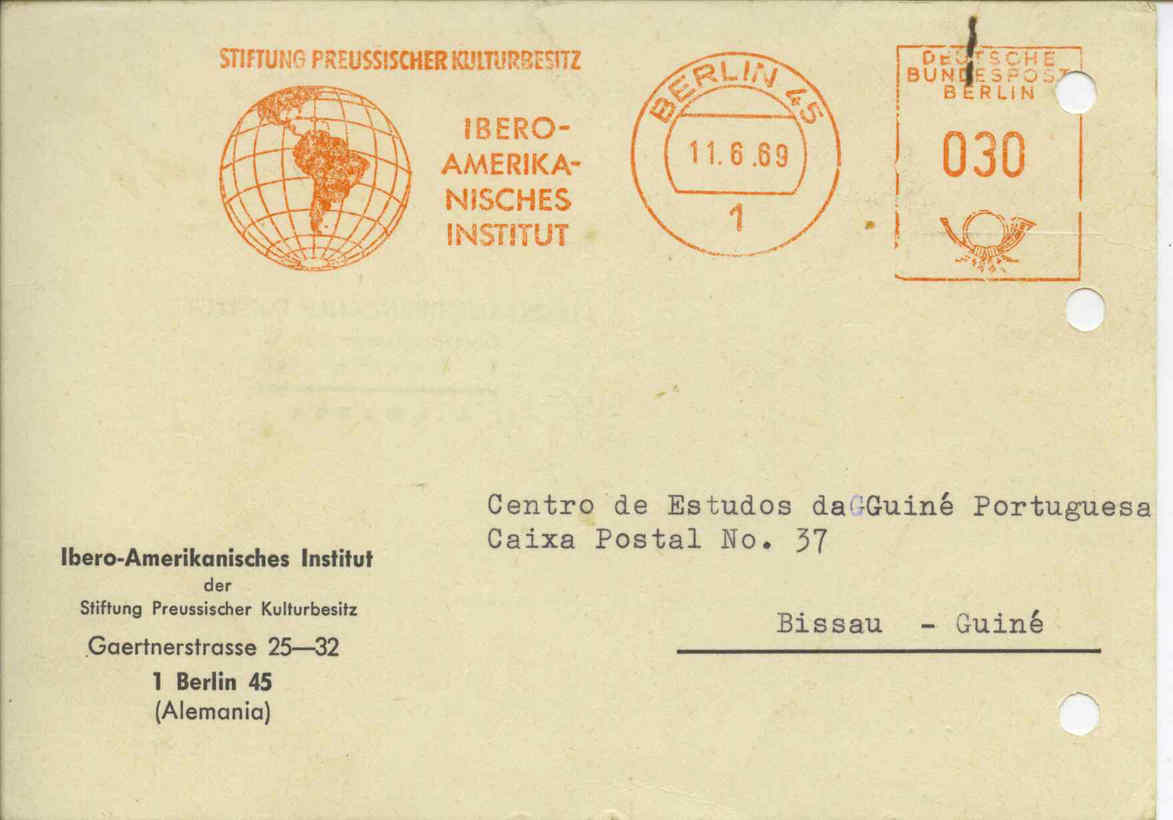 STIFTUNG PREUSSISCHER KULTURBESITZ
IBERO-
AMERIKA-
NISCHES
INSTITUT
BERLIN 45
11.6.69
1
DEUTSCHE
BUNDESPOST
BERLIN
030
Centro de Estudos daGGuiné Portuguesa
Caixa Postal No. 37
Bissau - Guiné
Ibero-Amerikanisches Institut
der
Stiftung Preussischer Kulturbesitz
Gaertnerstrasse 25—32
1 Berlin 45
(Alemania)